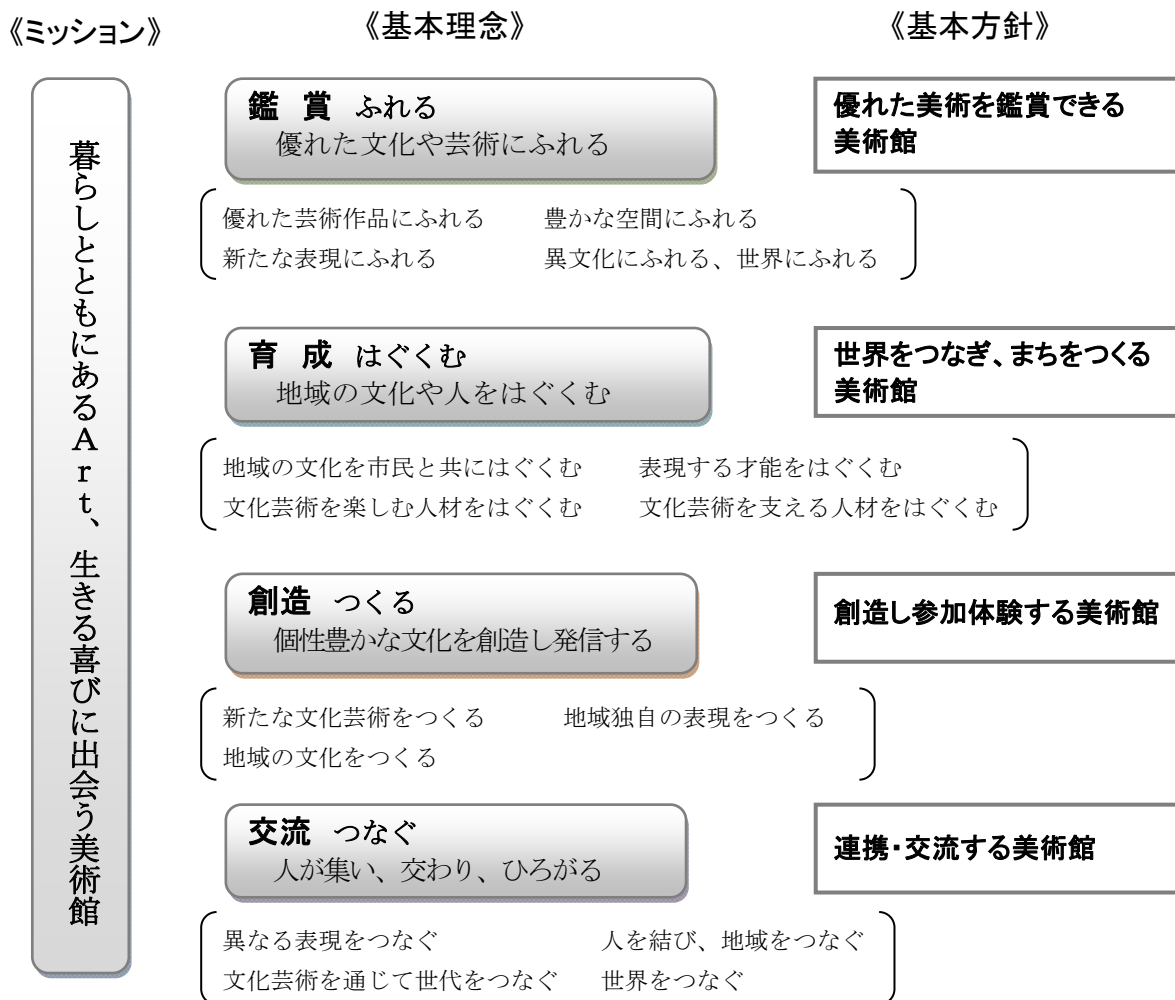 《ミッション》 《基本理念》 《基本方針》
暮らしとともにあるArt、生きる喜びに出会う美術館
鑑 賞 ふれる
優れた文化や芸術にふれる
優れた美術を鑑賞できる
美術館
優れた芸術作品にふれる 豊かな空間にふれる
新たな表現にふれる 異文化にふれる、世界にふれる
育 成 はぐくむ
地域の文化や人をはぐくむ
世界をつなぎ、まちをつくる
美術館
地域の文化を市民と共にはぐくむ 表現する才能をはぐくむ
文化芸術を楽しむ人材をはぐくむ 文化芸術を支える人材をはぐくむ
創造 つくる
個性豊かな文化を創造し発信する
創造し参加体験する美術館
新たな文化芸術をつくる 地域独自の表現をつくる
地域の文化をつくる
交流 つなぐ
人が集い、交わり、ひろがる
連携・交流する美術館
異なる表現をつなぐ 人を結び、地域をつなぐ
文化芸術を通じて世代をつなぐ 世界をつなぐ